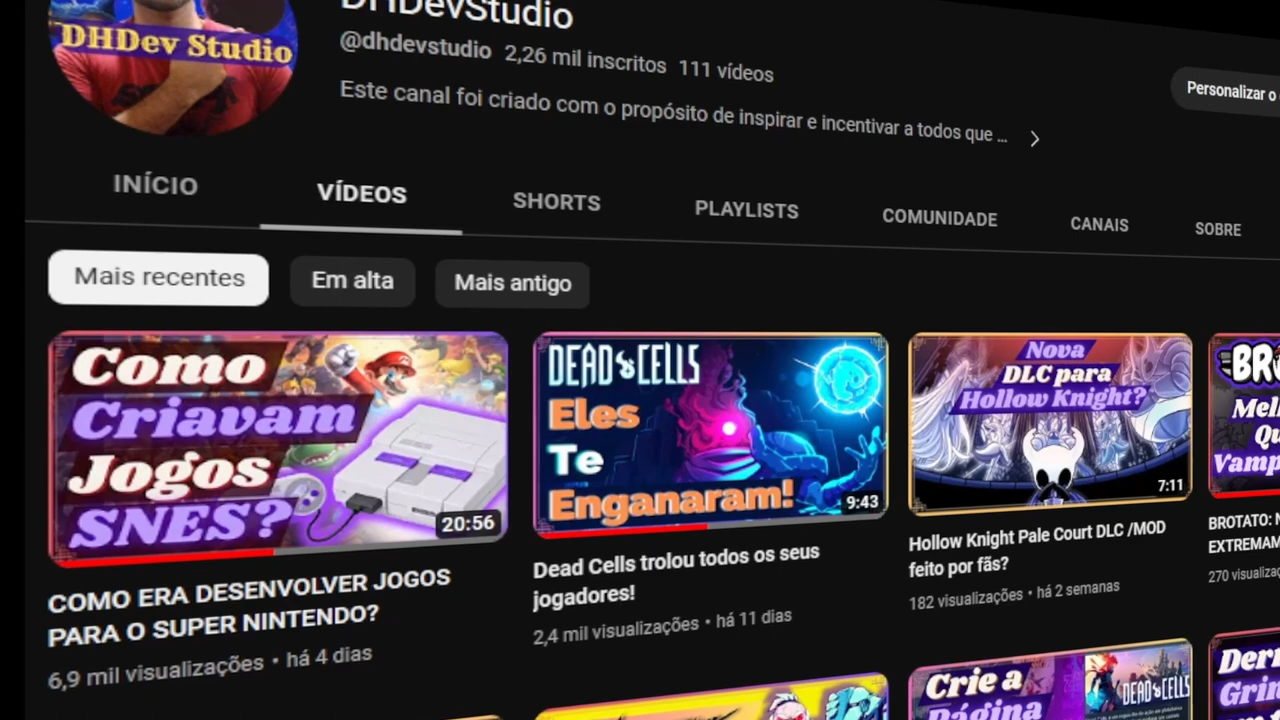 DHDevStudio
DHDev Studio
@dhdevstudio 2,26 mil inscritos 111 vídeos
Este canal foi criado com o propósito de inspirar e incentivar a todos que ...
Personalizar o
INÍCIO
VÍDEOS
SHORTS
PLAYLISTS
COMUNIDADE
CANAIS
SOBRE
Mais recentes
Em alta
Mais antigo
Como
Criavam
Jogos
SNES?
20:56
COMO ERA DESENVOLVER JOGOS
PARA O SUPER NINTENDO?
6,9 mil visualizações • há 4 dias
DEAD CELLS
Eles
Te
Enganaram!
9:43
Dead Cells trolou todos os seus
jogadores!
2,4 mil visualizações • há 11 dias
Nova
DLC para
Hollow Knight?
7:11
Hollow Knight Pale Court DLC /MOD
feito por fãs?
182 visualizações • há 2 semanas
BROTATO:
EXTREMAM
270 visualizaç
Crie a
Página
DEAD CELLS